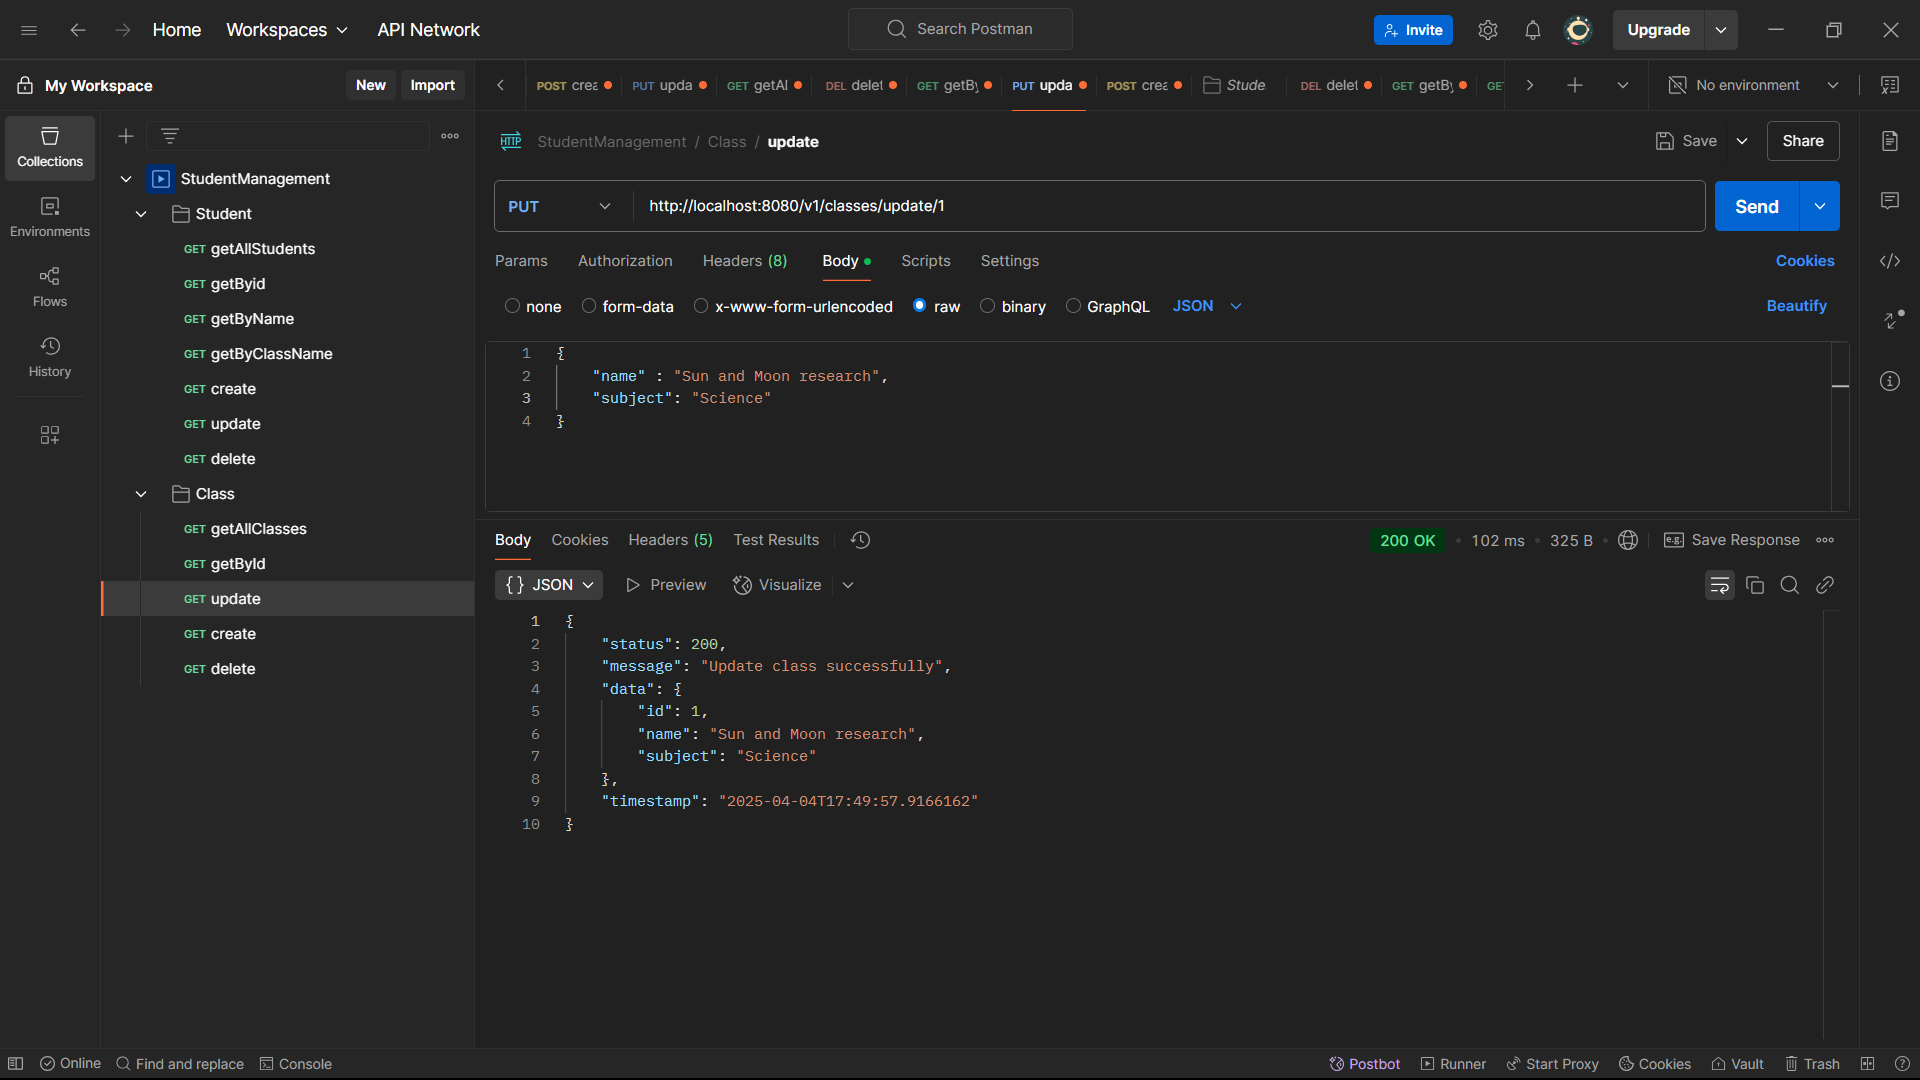 Home Workspaces API Network Search Postman Invite Upgrade
My Workspace New Import POST crea PUT upda GET getAl DEL delet GET getBy PUT upda POST crea Stude DEL delet GET getBy GET No environment
Collections
Environments
Flows
History
StudentManagement
Student
GET getAllStudents
GET getByid
GET getByName
GET getByClassName
GET create
GET update
GET delete
Class
GET getAllClasses
GET getById
GET update
GET create
GET delete
HTTP StudentManagement / Class / update Save Share
PUT http://localhost:8080/v1/classes/update/1 Send
Params Authorization Headers (8) Body Scripts Settings Cookies
none form-data x-www-form-urlencoded raw binary GraphQL JSON Beautify
1 {
2 "name" : "Sun and Moon research",
3 "subject": "Science"
4 }
Body Cookies Headers (5) Test Results 200 OK 102 ms 325 B e.g. Save Response
{} JSON Preview Visualize
1 {
2 "status": 200,
3 "message": "Update class successfully",
4 "data": {
5 "id": 1,
6 "name": "Sun and Moon research",
7 "subject": "Science"
8 },
9 "timestamp": "2025-04-04T17:49:57.9166162"
10 }
Online Find and replace Console Postbot Runner Start Proxy Cookies Vault Trash